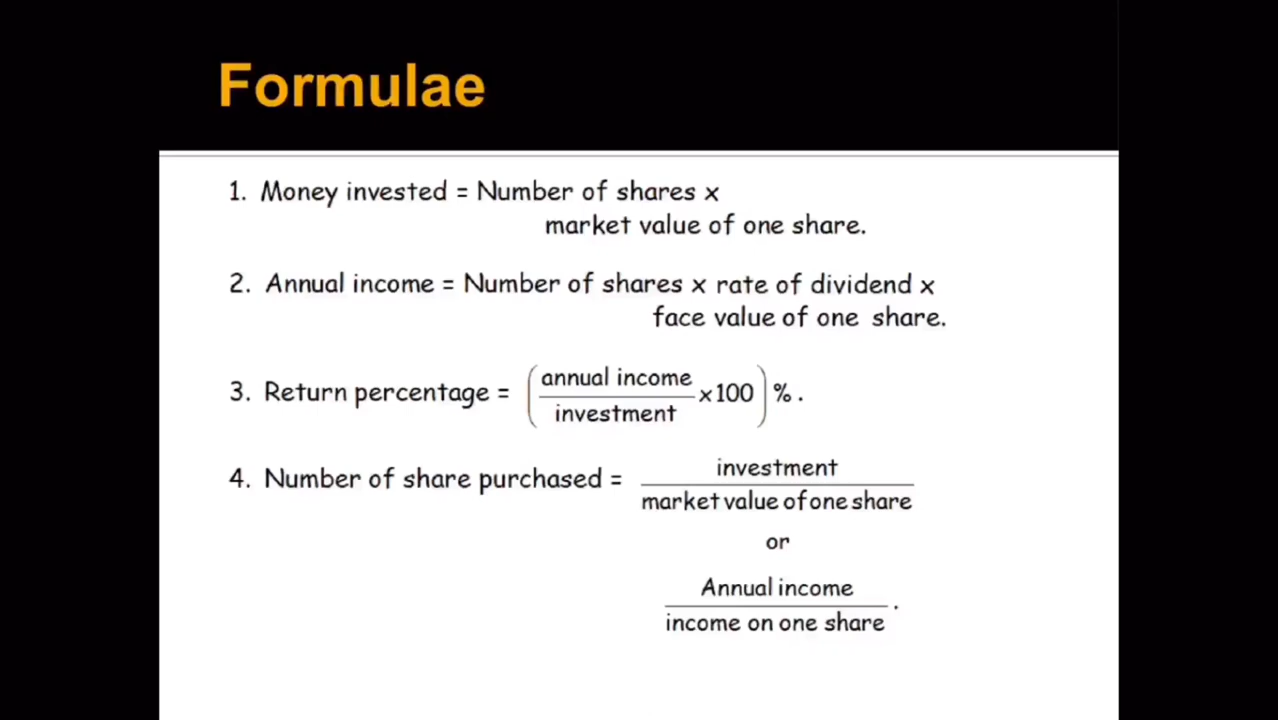 Formulae
1. Money invested = Number of shares x
market value of one share.
2. Annual income = Number of shares x rate of dividend x
face value of one share.
3. Return percentage = (annual income / investment x100) % .
4. Number of share purchased = investment / market value of one share
or
Annual income / income on one share .